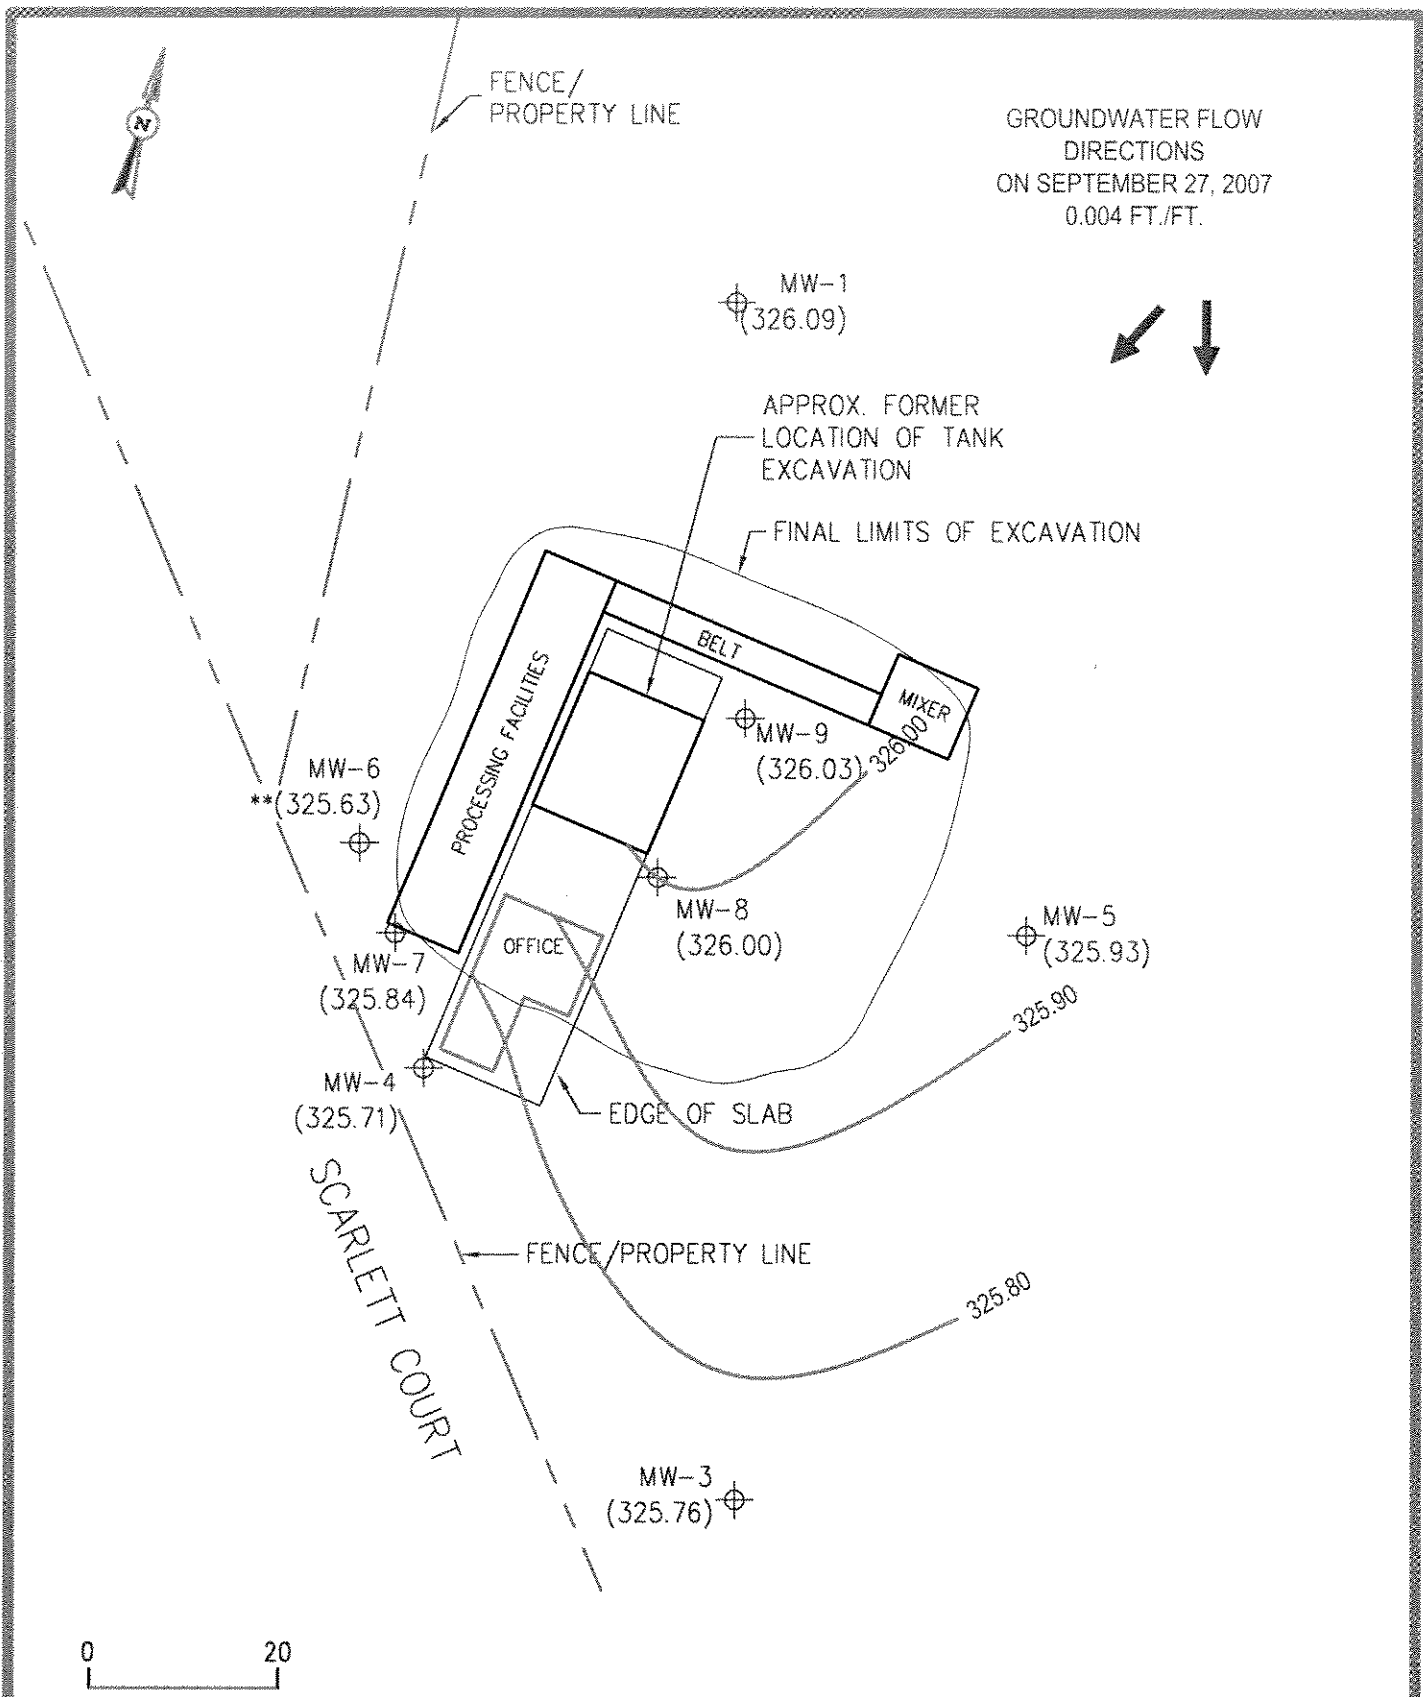 FENCE/
PROPERTY LINE
N
GROUNDWATER FLOW
DIRECTIONS
ON SEPTEMBER 27, 2007
0.004 FT./FT.
MW-1
(326.09)
APPROX. FORMER
LOCATION OF TANK
EXCAVATION
FINAL LIMITS OF EXCAVATION
BELT
MIXER
PROCESSING FACILITIES
MW-9
(326.03)
326.00
MW-6
**(325.63)
MW-8
(326.00)
MW-5
(325.93)
OFFICE
MW-7
(325.84)
325.90
MW-4
(325.71)
EDGE OF SLAB
SCARLETT COURT
FENCE/PROPERTY LINE
325.80
MW-3
(325.76)
0 20